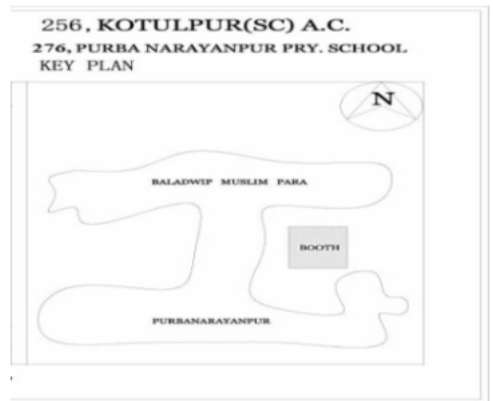 256, KOTULPUR(SC) A.C.
276, PURBA NARAYANPUR PRY. SCHOOL
KEY PLAN
N
BALADWIP MUSLIM PARA
BOOTH
PURBANARAYANPUR